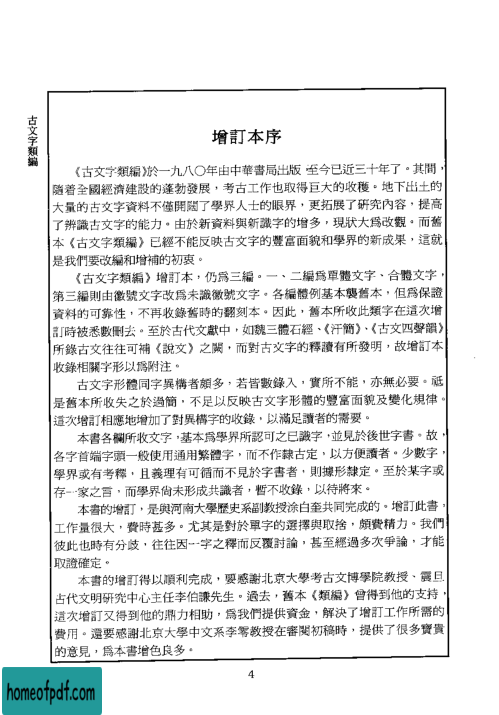 古文字類編
增訂本序
《古文字類編》於一九八〇年由中華書局出版 至今已近三十年了。其間，
隨着全國經濟建設的蓬勃發展，考古工作也取得巨大的收穫。地下出土的
大量的古文字資料不僅開闊了學界人士的眼界，更拓展了研究內容，提高
了辨識古文字的能力。由於新資料與新識字的增多，現狀大爲改觀。而舊
本《古文字類編》已經不能反映古文字的豐富面貌和學界的新成果，這就
是我們要改編和增補的初衷。
《古文字類編》增訂本，仍爲三編。一、二編爲單體文字、合體文字，
第三編則由徽號文字改爲未識徽號文字。各編體例基本襲舊本，但爲保證
資料的可靠性，不再收錄舊時的翻刻本。因此，舊本所收此類字在這次增
訂時被悉數刪去。至於古代文獻中，如魏三體石經、《汗簡》、《古文四聲韻》
所錄古文往往可補《說文》之闕，而對古文字的釋讀有所發明，故增訂本
收錄相關字形以爲附注。
古文字形體同字異構者頗多，若皆數錄入，實所不能，亦無必要。祗
是舊本所收失之於過簡，不足以反映古文字形體的豐富面貌及變化規律。
這次增訂相應地增加了對異構字的收錄，以滿足讀者的需要。
本書各欄所收文字，基本爲學界所認可之已識字，並見於後世字書。故，
各字首端字頭一般使用通用繁體字，而不作隸古定，以方便讀者。少數字，
學界或有考釋，且義理有可循而不見於字書者，則據形隸定。至於某字或
存一家之言，而學界尙未形成共識者，暫不收錄，以待將來。
本書的增訂，是與河南大學歷史系副教授涂白奎共同完成的。增訂此書，
工作量很大，費時甚多。尤其是對於單字的選擇與取捨，頗費精力。我們
彼此也時有分歧，往往因一字之釋而反覆討論，甚至經過多次爭論，才能
取證確定。
本書的增訂得以順利完成，要感謝北京大學考古文博學院教授、震旦
古代文明研究中心主任李伯謙先生。過去，舊本《類編》曾得到他的支持，
這次增訂又得到他的鼎力相助，爲我們提供資金，解決了增訂工作所需的
費用。還要感謝北京大學中文系李零教授在審閱初稿時，提供了很多寶貴
的意見，爲本書增色良多。
4
homeofpdf.com